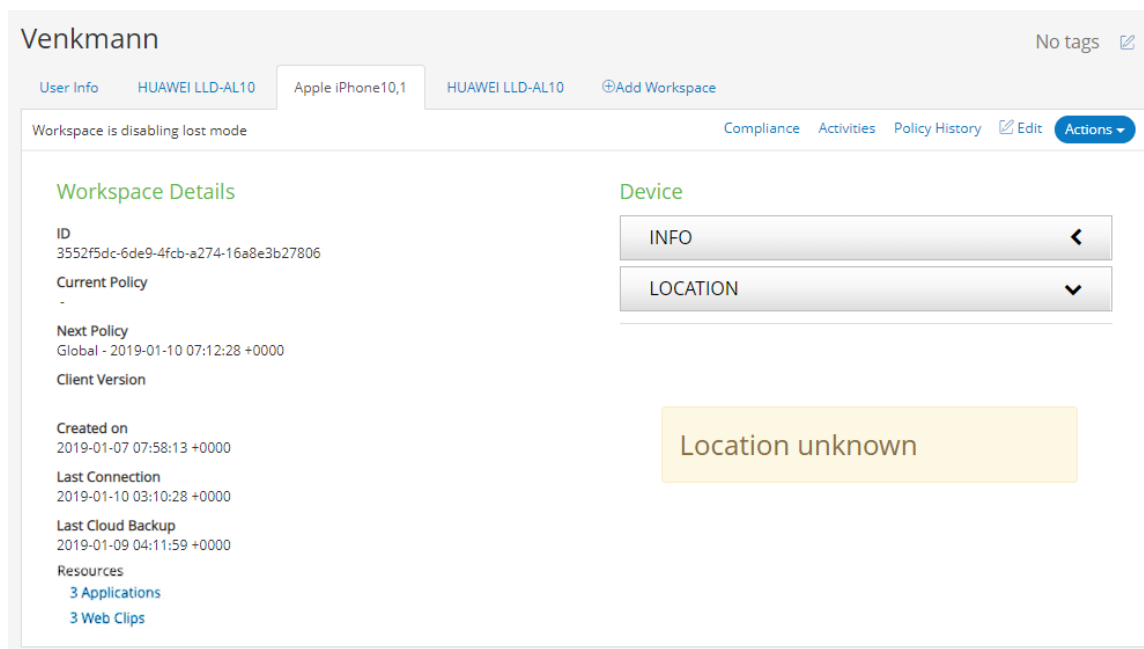 Venkmann
No tags
User Info
HUAWEI LLD-AL10
Apple iPhone10,1
HUAWEI LLD-AL10
Add Workspace
Workspace is disabling lost mode
Compliance
Activities
Policy History
Edit
Actions
Workspace Details
ID
3552f5dc-6de9-4fcb-a274-16a8e3b27806
Current Policy
-
Next Policy
Global - 2019-01-10 07:12:28 +0000
Client Version
Created on
2019-01-07 07:58:13 +0000
Last Connection
2019-01-10 03:10:28 +0000
Last Cloud Backup
2019-01-09 04:11:59 +0000
Resources
3 Applications
3 Web Clips
Device
INFO
LOCATION
Location unknown